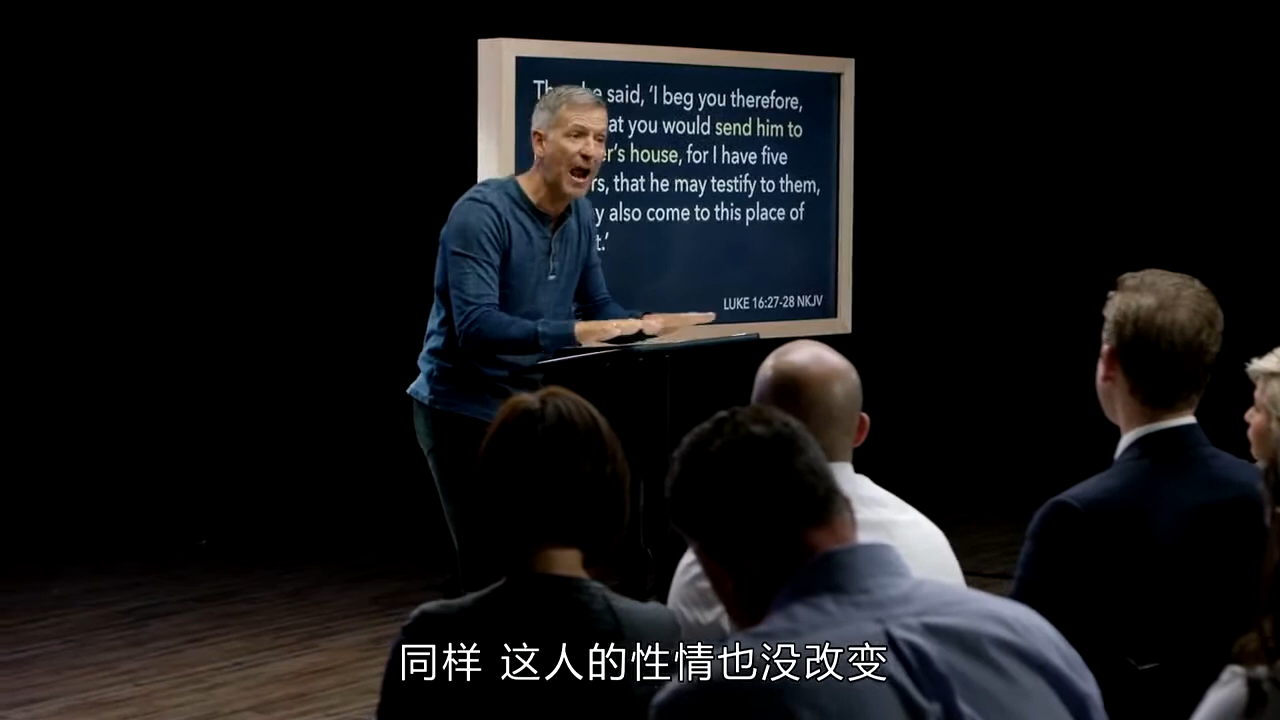 said, ‘I beg you therefore,
you would send him to
house, for I have five
that he may testify to them,
also come to this place of
LUKE 16:27-28 NKJV
同样 这人的性情也没改变